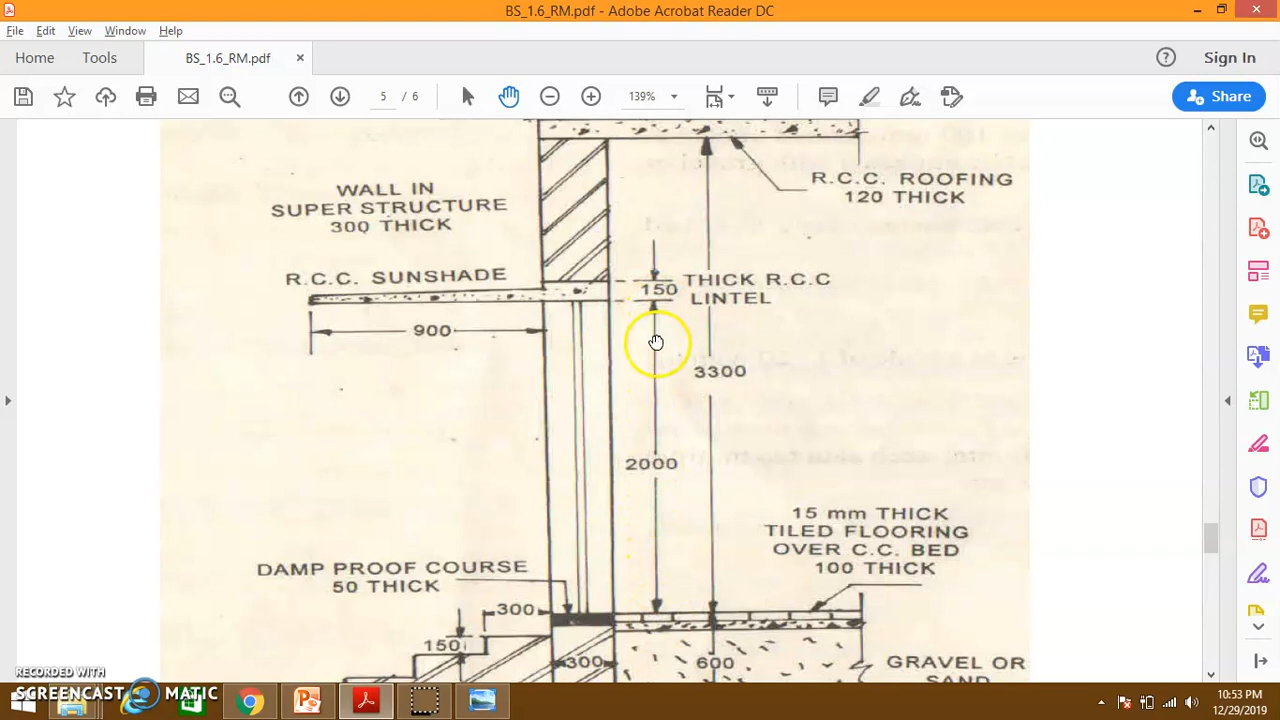 BS_1.6_RM.pdf - Adobe Acrobat Reader DC
File Edit View Window Help
Home Tools BS_1.6_RM.pdf × Sign In
5 / 6 139% Share
R.C.C. ROOFING
120 THICK
WALL IN
SUPER STRUCTURE
300 THICK
R.C.C. SUNSHADE
150 THICK R.C.C
LINTEL
900
3300
2000
15 mm THICK
TILED FLOORING
OVER C.C. BED
100 THICK
DAMP PROOF COURSE
50 THICK
300
150
300 600 GRAVEL OR
SAND
RECORDED WITH
SCREENCAST MATIC
10:53 PM
12/29/2019